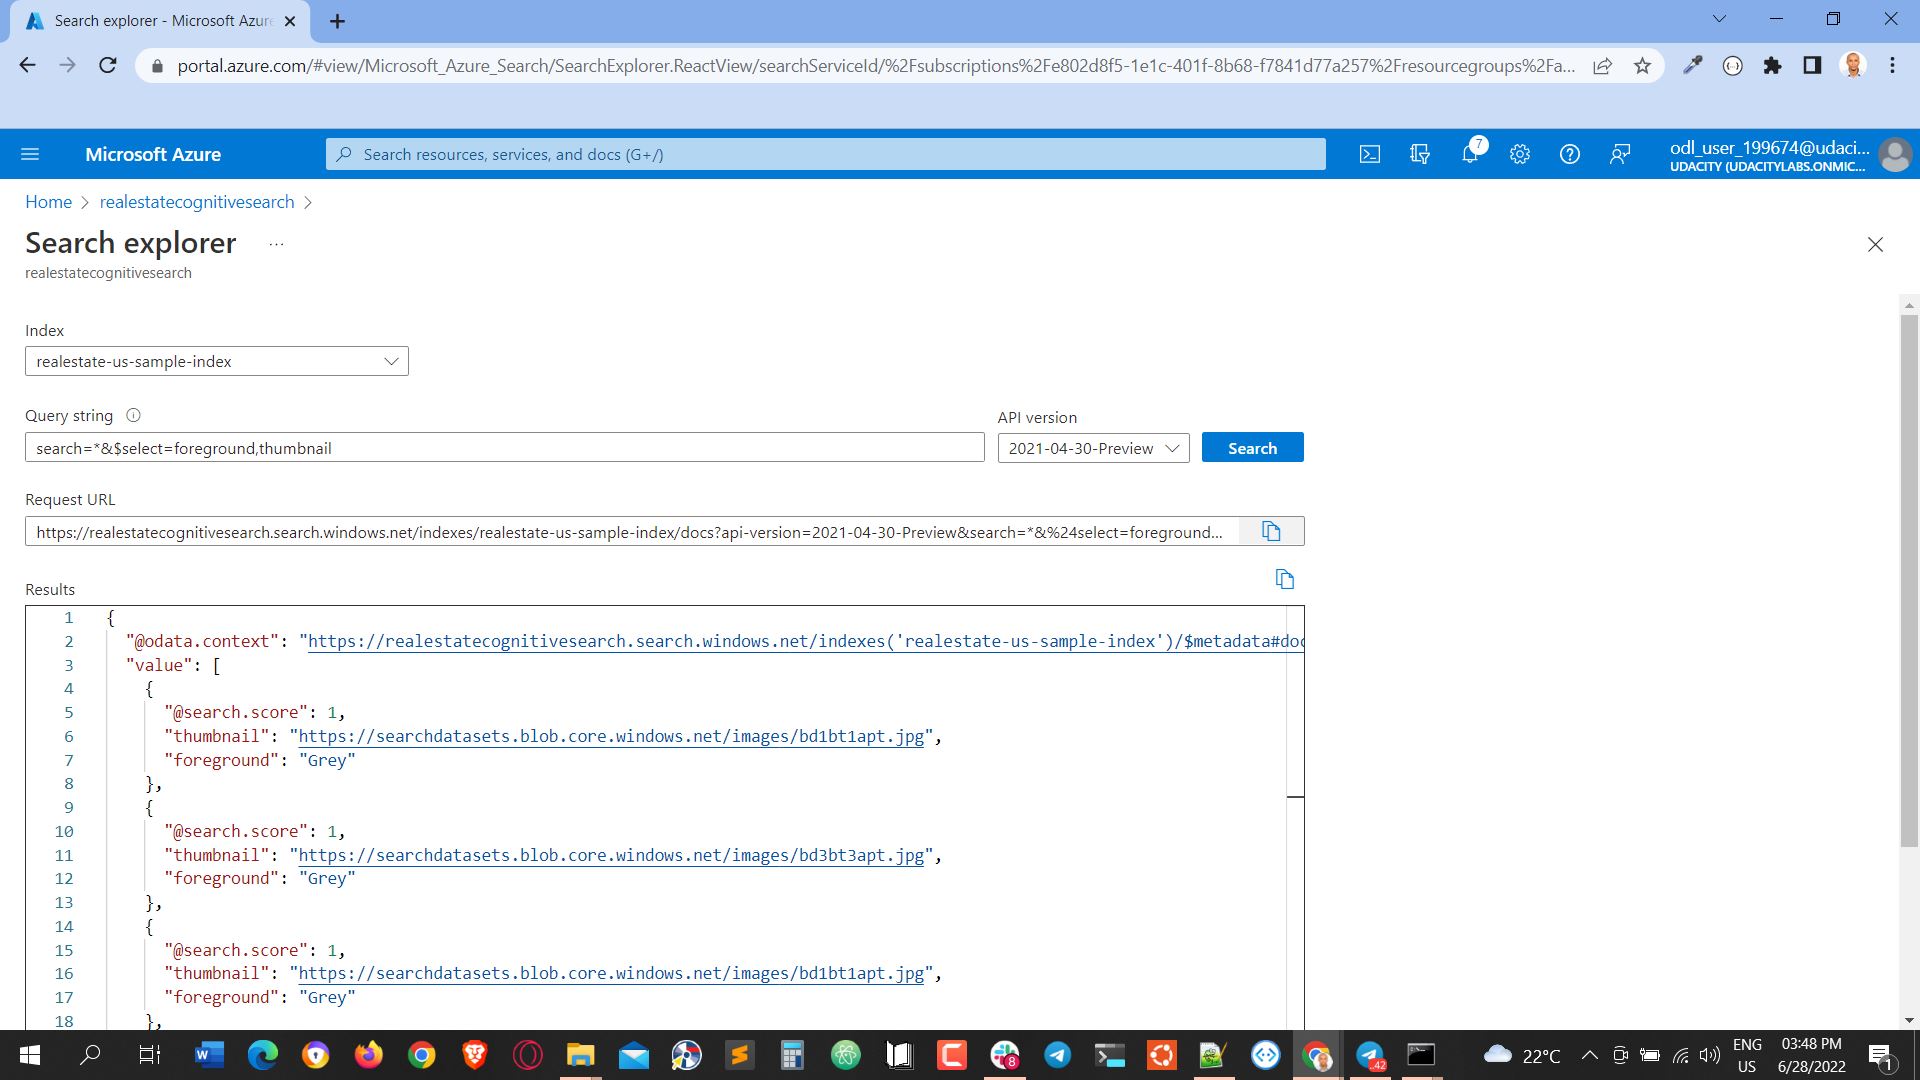 Search explorer - Microsoft Azure
portal.azure.com/#view/Microsoft_Azure_Search/SearchExplorer.ReactView/searchServiceId/%2Fsubscriptions%2Fe802d8f5-1e1c-401f-8b68-f7841d77a257%2Fresourcegroups%2Fa...
Microsoft Azure
Search resources, services, and docs (G+/)
7
odl_user_199674@udaci...
UDACITY (UDACITYLABS.ONMIC...
Home > realestatecognitivesearch >
Search explorer ...
realestatecognitivesearch
Index
realestate-us-sample-index
Query string
API version
search=*&$select=foreground,thumbnail
2021-04-30-Preview
Search
Request URL
https://realestatecognitivesearch.search.windows.net/indexes/realestate-us-sample-index/docs?api-version=2021-04-30-Preview&search=*&%24select=foreground...
Results
1 {
2 "@odata.context": "https://realestatecognitivesearch.search.windows.net/indexes('realestate-us-sample-index')/$metadata#doc
3 "value": [
4 {
5 "@search.score": 1,
6 "thumbnail": "https://searchdatasets.blob.core.windows.net/images/bd1bt1apt.jpg",
7 "foreground": "Grey"
8 },
9 {
10 "@search.score": 1,
11 "thumbnail": "https://searchdatasets.blob.core.windows.net/images/bd3bt3apt.jpg",
12 "foreground": "Grey"
13 },
14 {
15 "@search.score": 1,
16 "thumbnail": "https://searchdatasets.blob.core.windows.net/images/bd1bt1apt.jpg",
17 "foreground": "Grey"
18 },
8
.42
22°C
ENG
US
03:48 PM
6/28/2022
1